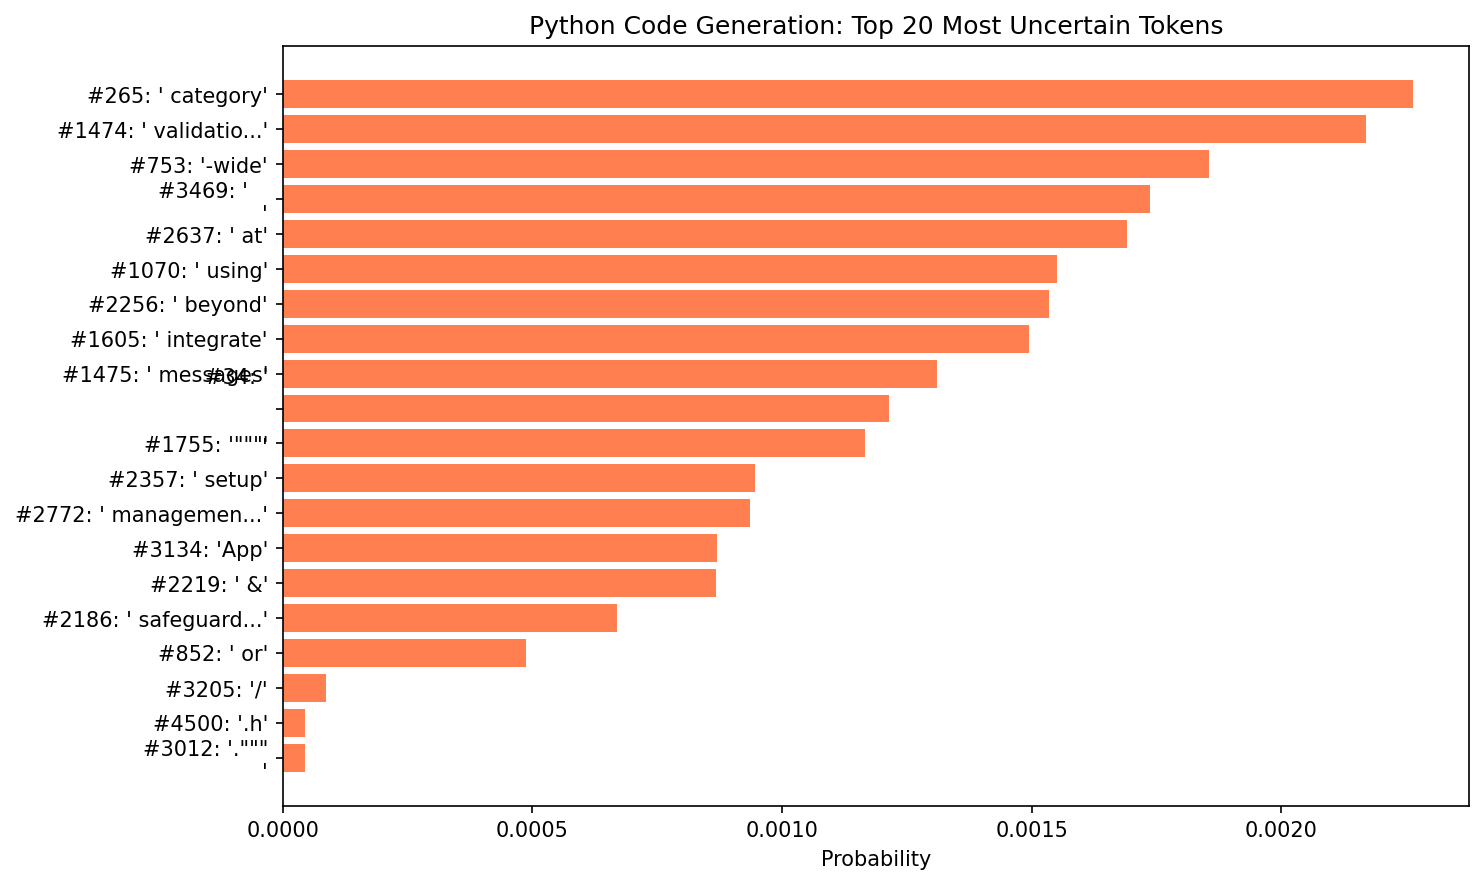 Python Code Generation: Top 20 Most Uncertain Tokens
#265: ' category'
#1474: ' validatio...'
#753: '-wide'
#3469: '
'
#2637: ' at'
#1070: ' using'
#2256: ' beyond'
#1605: ' integrate'
#1475: ' messages'
#34: '
'
#1755: '"""'
#2357: ' setup'
#2772: ' managemen...'
#3134: 'App'
#2219: ' &'
#2186: ' safeguard...'
#852: ' or'
#3205: '/'
#4500: '.h'
#3012: '."""
'
0.0000 0.0005 0.0010 0.0015 0.0020
Probability